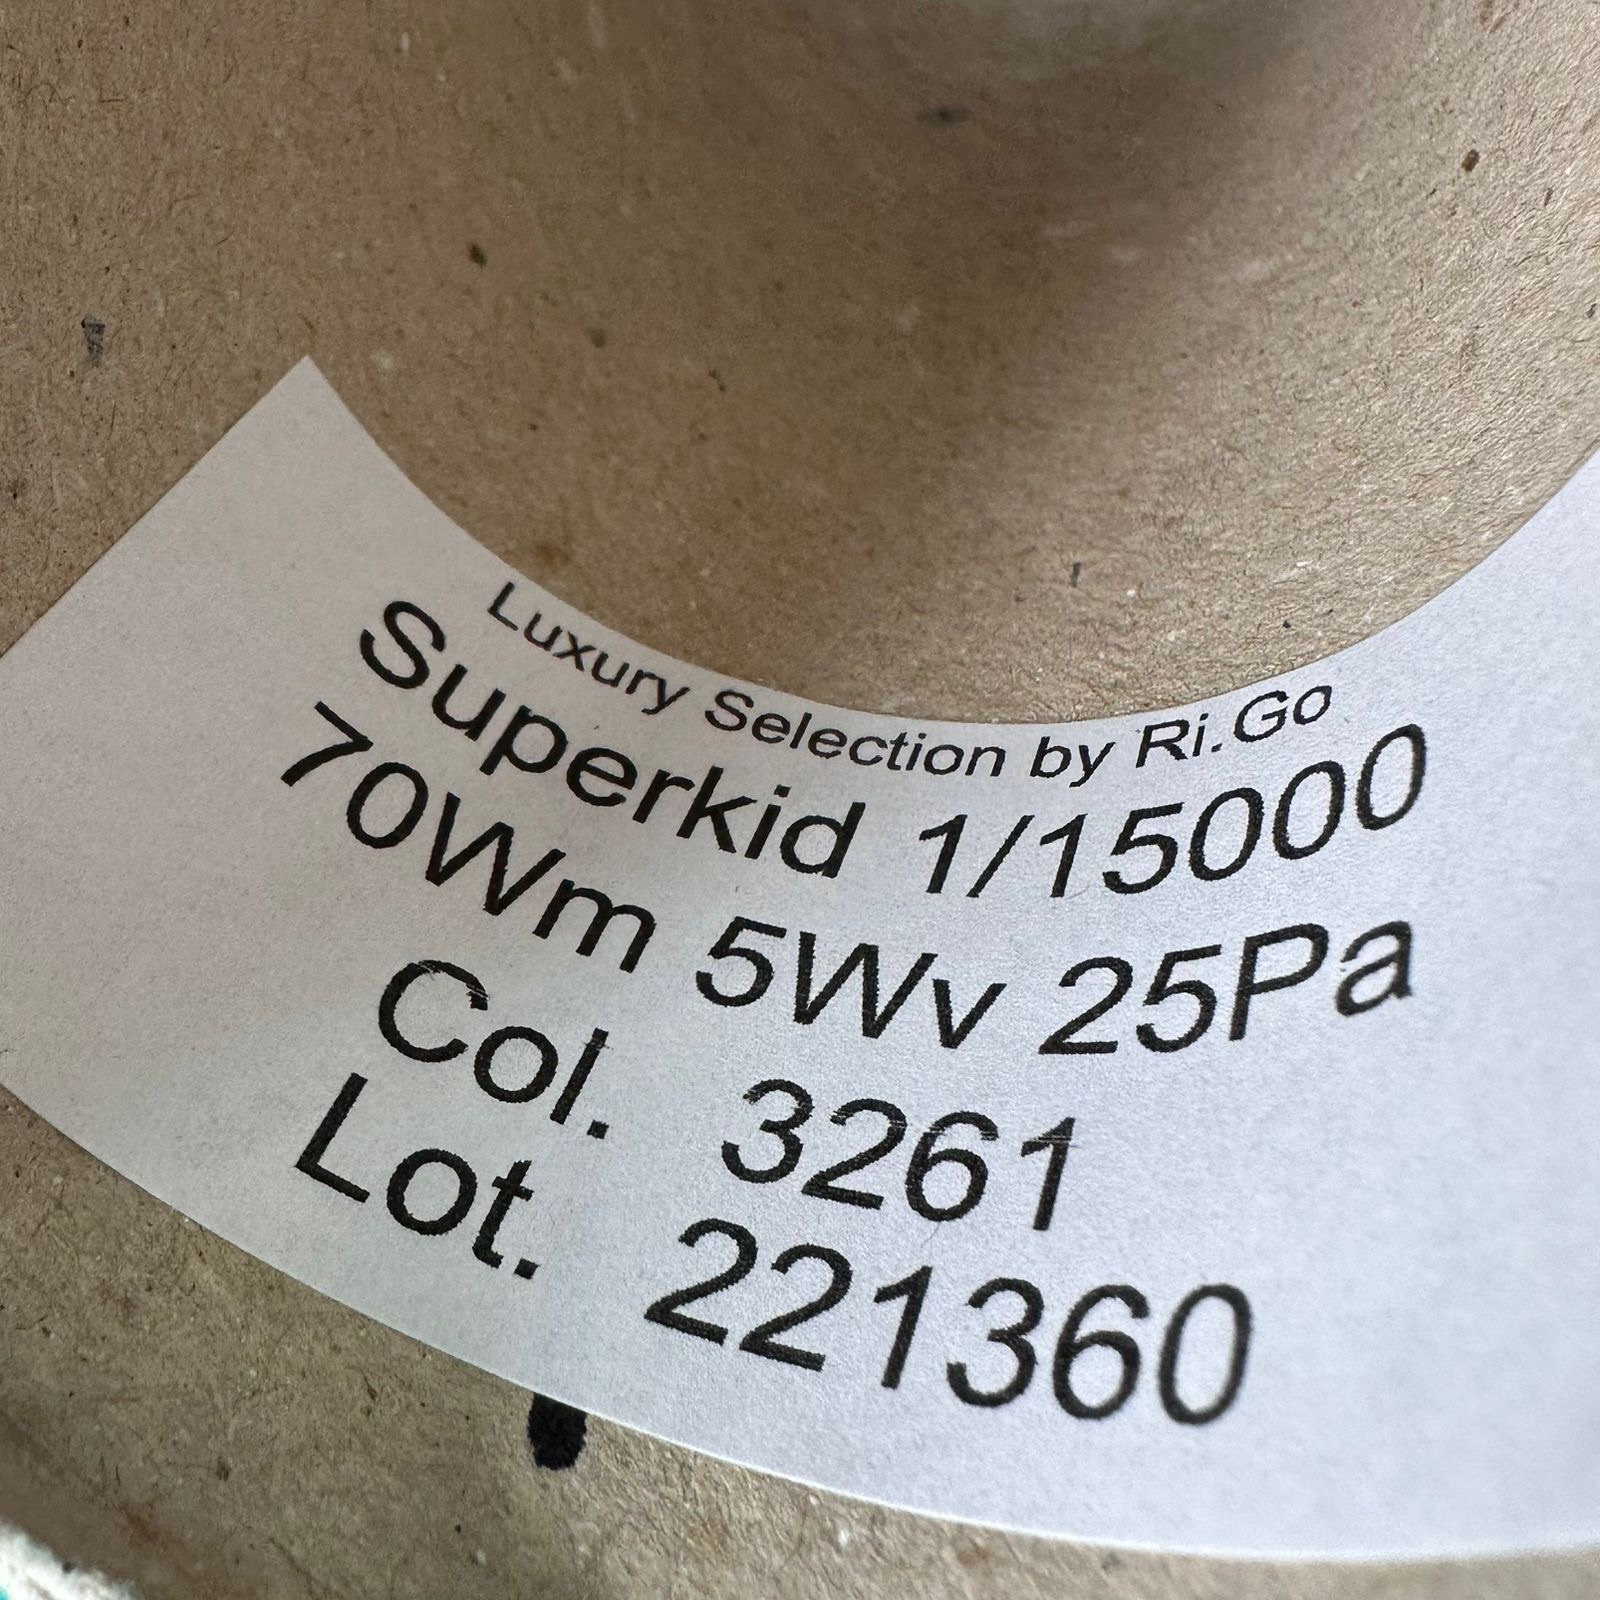 Luxury Selection by Ri.Go
Superkid 1/15000
70Wm 5Wv 25Pa
Col. 3261
Lot. 221360